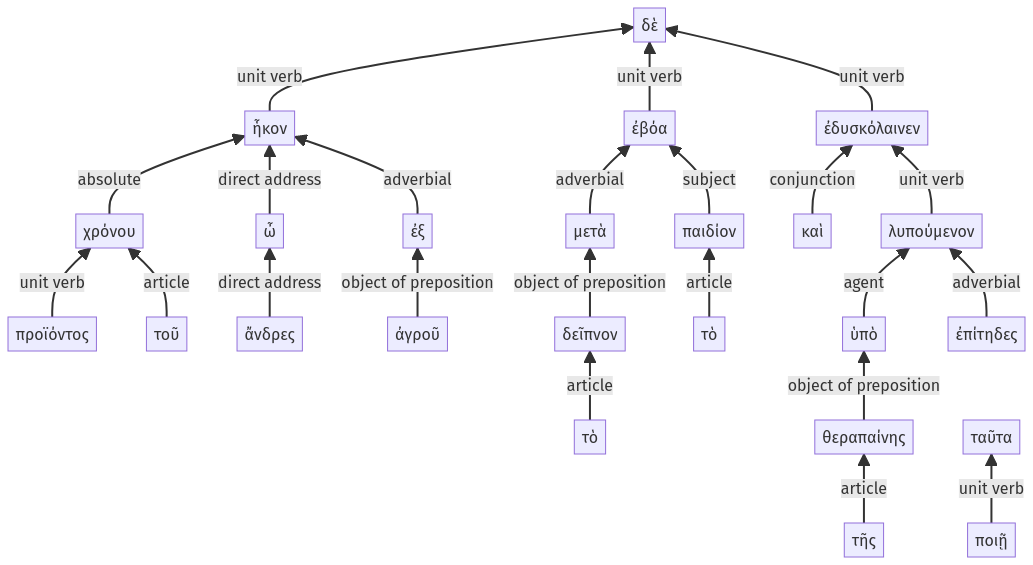 δὲ
unit verb unit verb unit verb
ἧκον ἐβόα ἐδυσκόλαινεν
absolute direct address adverbial adverbial subject conjunction unit verb
χρόνου ὦ ἐξ μετὰ παιδίον καὶ λυπούμενον
unit verb article direct address object of preposition object of preposition article agent adverbial
προϊόντος τοῦ ἄνδρες ἀγροῦ δεῖπνον τὸ ὑπὸ ἐπίτηδες
article object of preposition
τὸ θεραπαίνης ταῦτα
article unit verb
τῆς ποιῇ